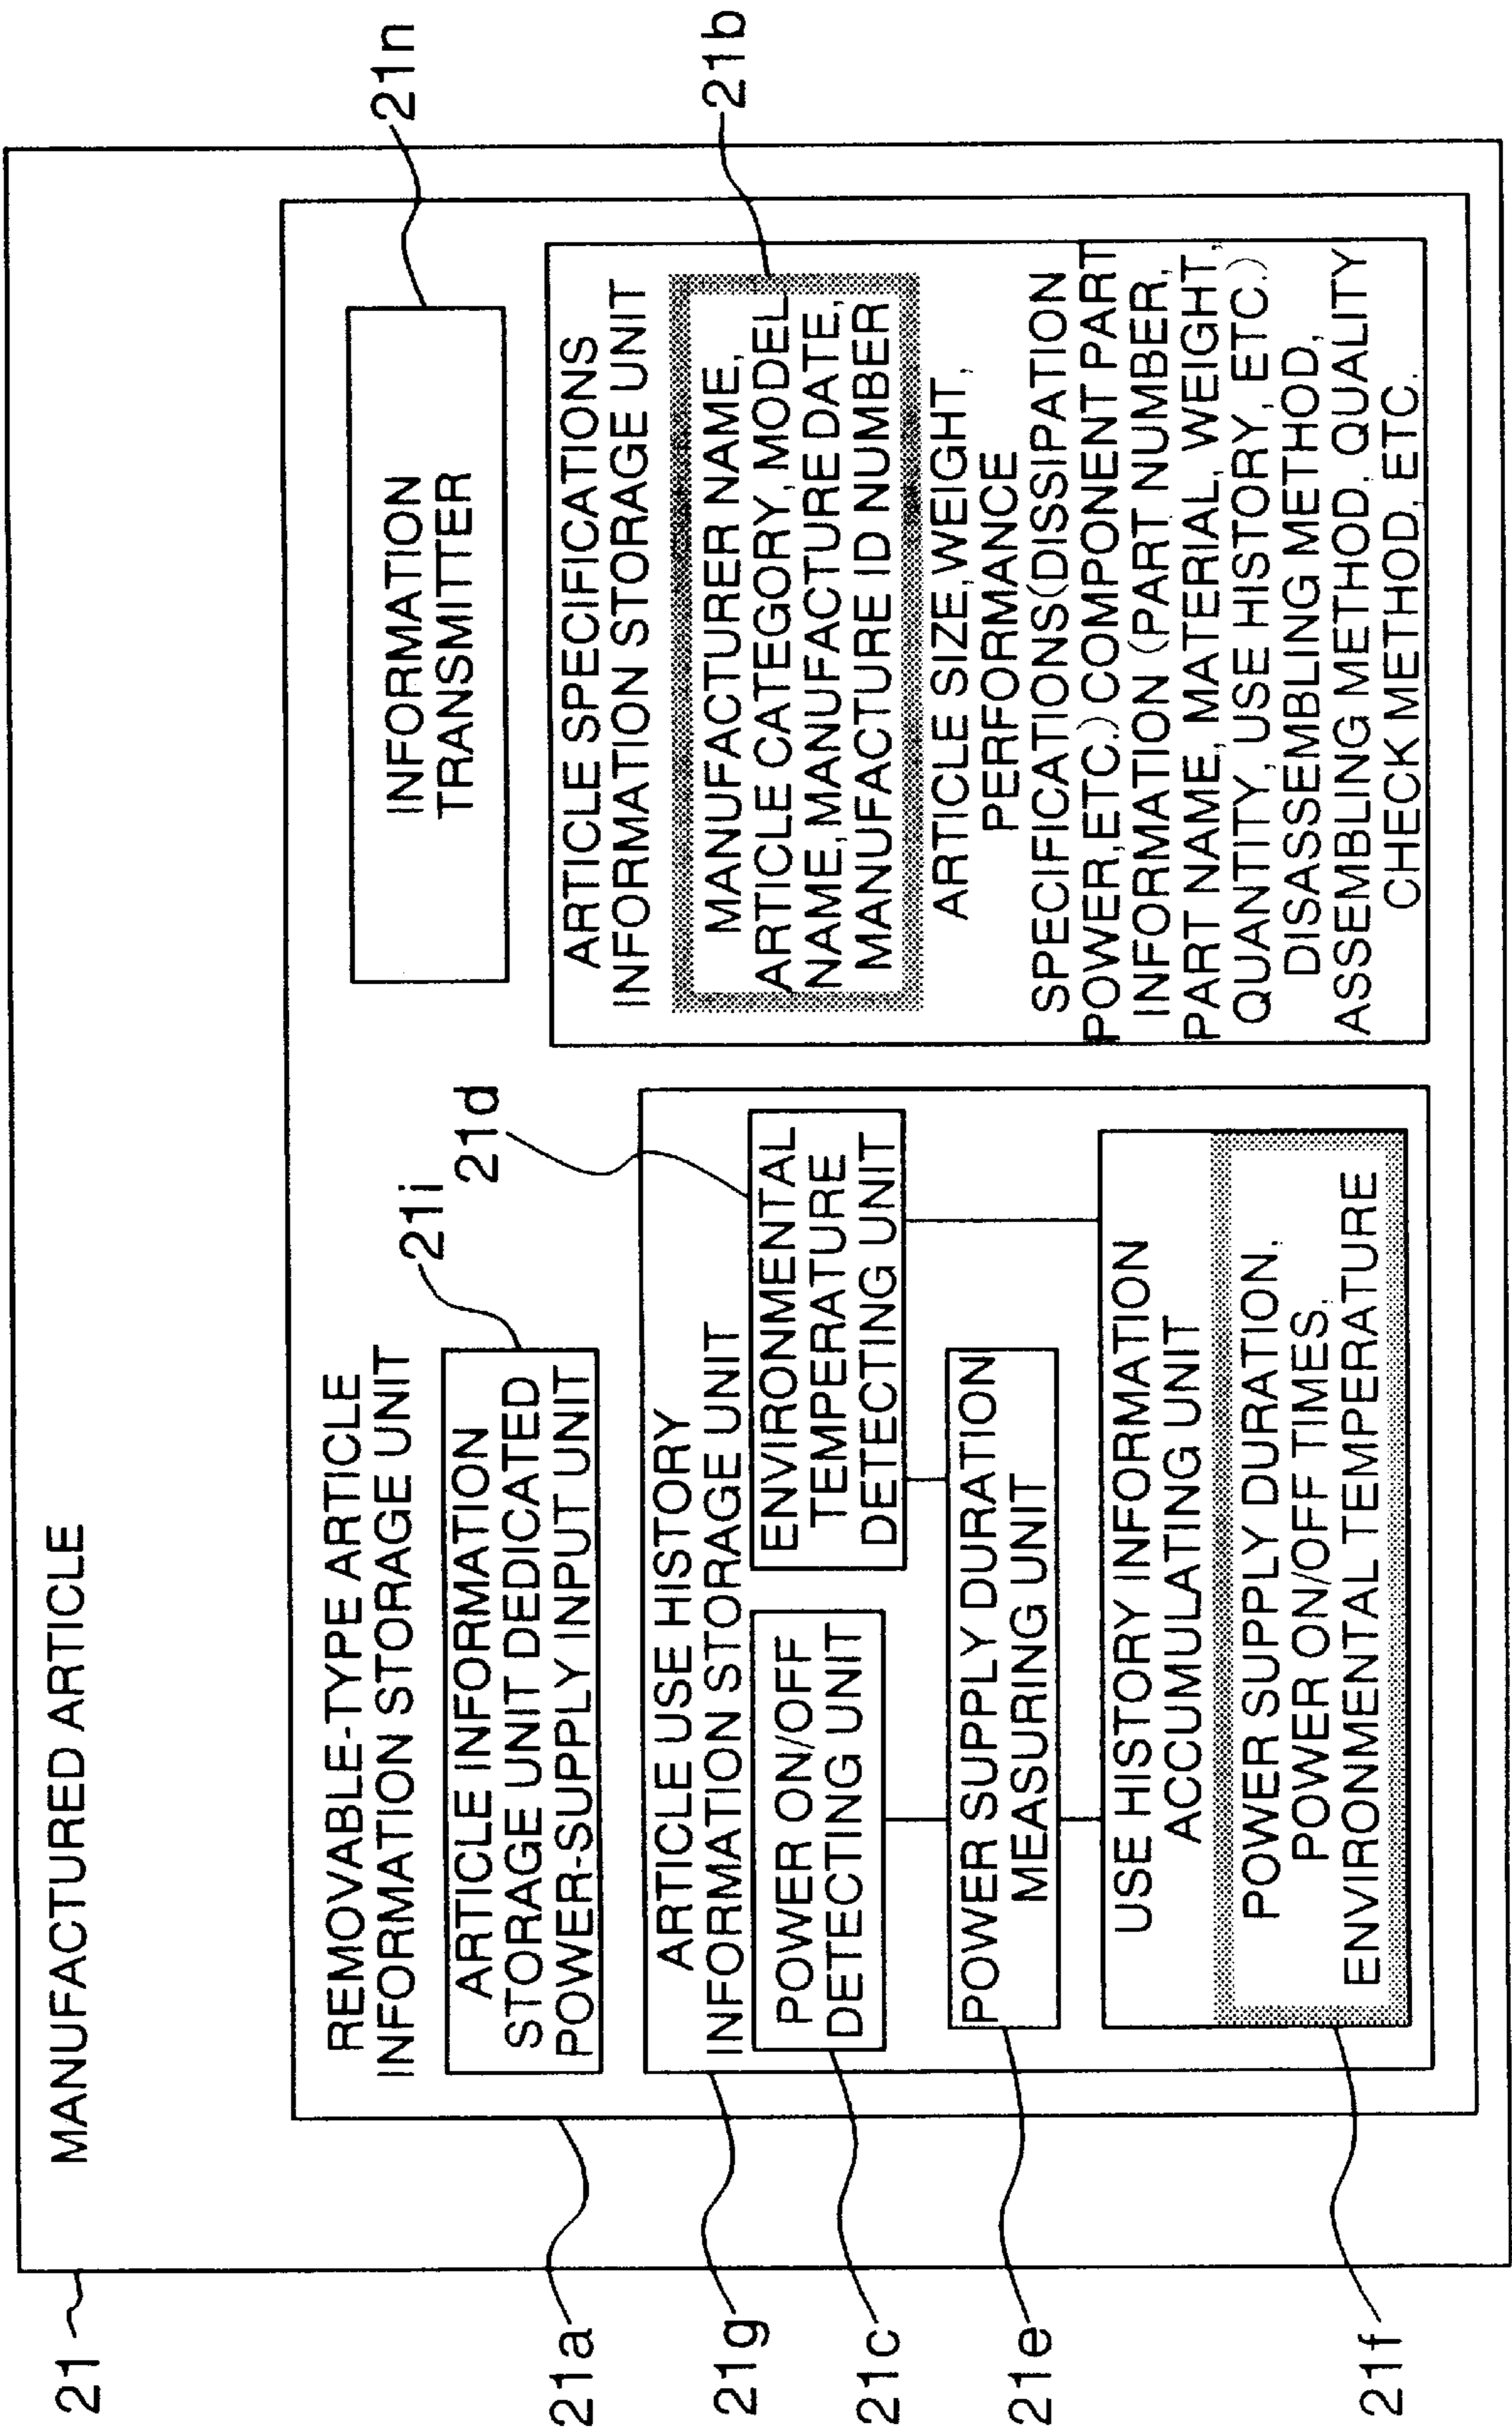 21
MANUFACTURED ARTICLE
21a
REMOVABLE-TYPE ARTICLE
INFORMATION STORAGE UNIT
21i
ARTICLE INFORMATION
STORAGE UNIT DEDICATED
POWER-SUPPLY INPUT UNIT
21n
INFORMATION
TRANSMITTER
21g
ARTICLE USE HISTORY
INFORMATION STORAGE UNIT
21d
21c
POWER ON/OFF
DETECTING UNIT
ENVIRONMENTAL
TEMPERATURE
DETECTING UNIT
21e
POWER SUPPLY DURATION
MEASURING UNIT
USE HISTORY INFORMATION
ACCUMULATING UNIT
21f
POWER SUPPLY DURATION,
POWER ON/OFF TIMES,
ENVIRONMENTAL TEMPERATURE
ARTICLE SPECIFICATIONS
INFORMATION STORAGE UNIT
21b
MANUFACTURER NAME,
ARTICLE CATEGORY, MODEL
NAME, MANUFACTURE DATE,
MANUFACTURE ID NUMBER
ARTICLE SIZE, WEIGHT,
PERFORMANCE
SPECIFICATIONS(DISSIPATION
POWER,ETC.) COMPONENT PART
INFORMATION (PART NUMBER,
PART NAME, MATERIAL, WEIGHT,
QUANTITY, USE HISTORY, ETC.)
DISASSEMBLING METHOD,
ASSEMBLING METHOD, QUALITY
CHECK METHOD, ETC.